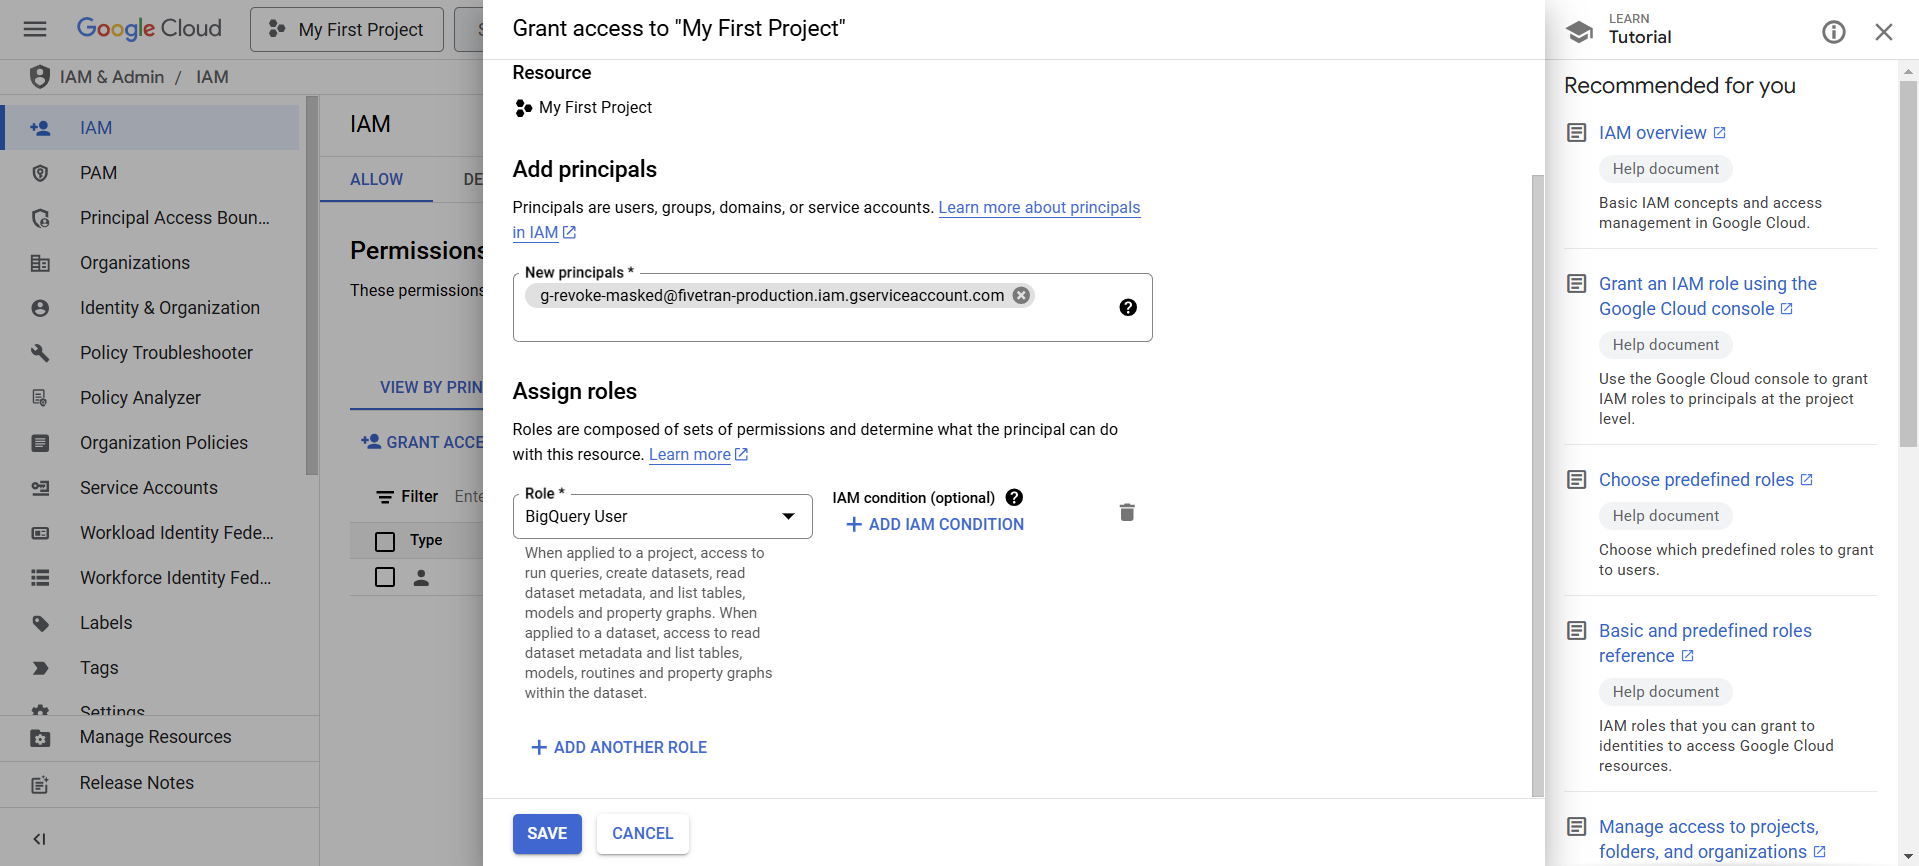 Google Cloud
My First Project
IAM & Admin / IAM
IAM
PAM
Principal Access Boun...
Organizations
Identity & Organization
Policy Troubleshooter
Policy Analyzer
Organization Policies
Service Accounts
Workload Identity Fede...
Workforce Identity Fed...
Labels
Tags
Settings
Manage Resources
Release Notes
IAM
ALLOW
DE
Permissions
These permissions
VIEW BY PRIN
GRANT ACCE
Filter Ente
Type
Grant access to "My First Project"
Resource
My First Project
Add principals
Principals are users, groups, domains, or service accounts. Learn more about principals
in IAM
New principals *
g-revoke-masked@fivetran-production.iam.gserviceaccount.com
Assign roles
Roles are composed of sets of permissions and determine what the principal can do
with this resource. Learn more
Role *
BigQuery User
IAM condition (optional)
ADD IAM CONDITION
When applied to a project, access to
run queries, create datasets, read
dataset metadata, and list tables,
models and property graphs. When
applied to a dataset, access to read
dataset metadata and list tables,
models, routines and property graphs
within the dataset.
ADD ANOTHER ROLE
SAVE
CANCEL
LEARN
Tutorial
Recommended for you
IAM overview
Help document
Basic IAM concepts and access
management in Google Cloud.
Grant an IAM role using the
Google Cloud console
Help document
Use the Google Cloud console to grant
IAM roles to principals at the project
level.
Choose predefined roles
Help document
Choose which predefined roles to grant
to users.
Basic and predefined roles
reference
Help document
IAM roles that you can grant to
identities to access Google Cloud
resources.
Manage access to projects,
folders, and organizations